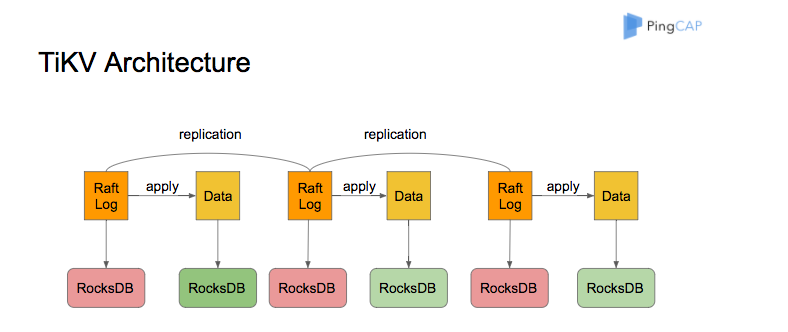 PingCAP
TiKV Architecture
replication
replication
Raft
Log
apply
Data
Raft
Log
apply
Data
Raft
Log
apply
Data
RocksDB
RocksDB
RocksDB
RocksDB
RocksDB
RocksDB